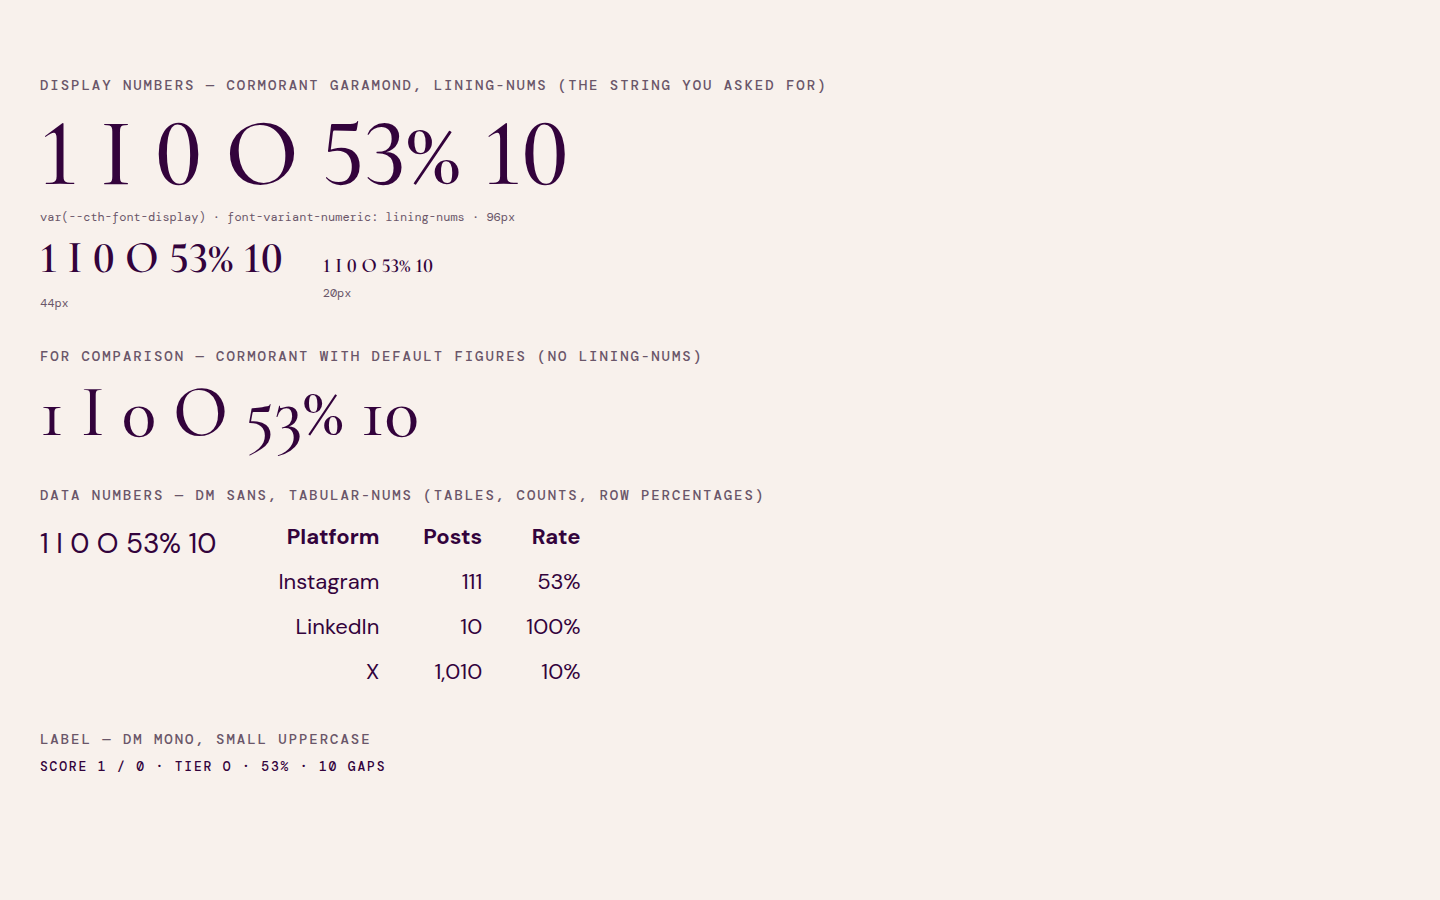 DISPLAY NUMBERS — CORMORANT GARAMOND, LINING-NUMS (THE STRING YOU ASKED FOR)
1 I 0 O 53% 10
var(--cth-font-display) · font-variant-numeric: lining-nums · 96px
1 I 0 O 53% 10 1 I 0 O 53% 10
44px 20px
FOR COMPARISON — CORMORANT WITH DEFAULT FIGURES (NO LINING-NUMS)
1 I 0 O 53% 10
DATA NUMBERS — DM SANS, TABULAR-NUMS (TABLES, COUNTS, ROW PERCENTAGES)
1 I 0 O 53% 10
Platform Posts Rate
Instagram 111 53%
LinkedIn 10 100%
X 1,010 10%
LABEL — DM MONO, SMALL UPPERCASE
SCORE 1 / 0 · TIER O · 53% · 10 GAPS